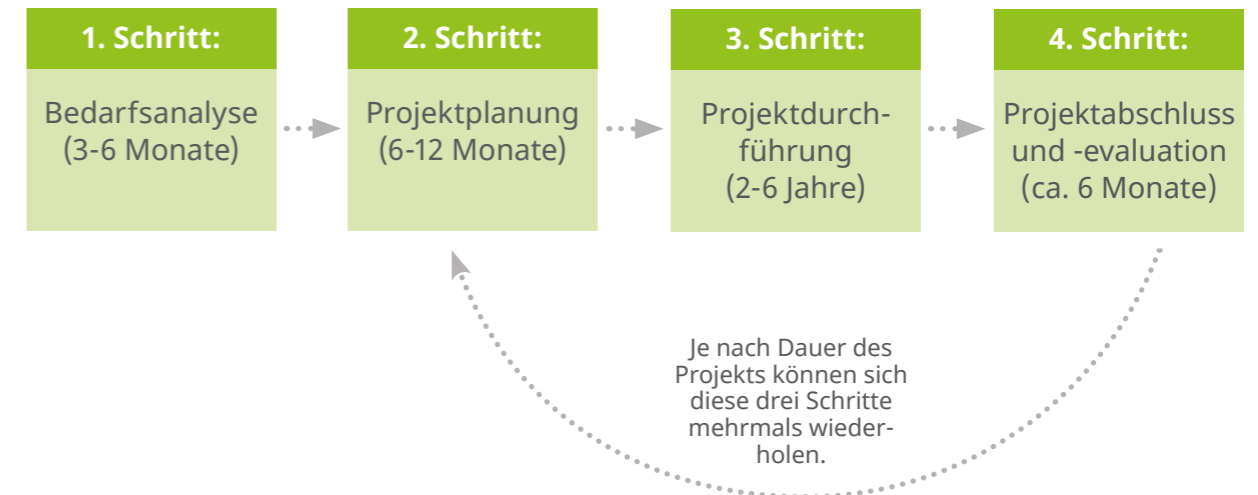 1. Schritt:
Bedarfsanalyse
(3-6 Monate)
2. Schritt:
Projektplanung
(6-12 Monate)
3. Schritt:
Projektdurch-
führung
(2-6 Jahre)
4. Schritt:
Projektabschluss
und -evaluation
(ca. 6 Monate)
Je nach Dauer des
Projekts können sich
diese drei Schritte
mehrmals wieder-
holen.